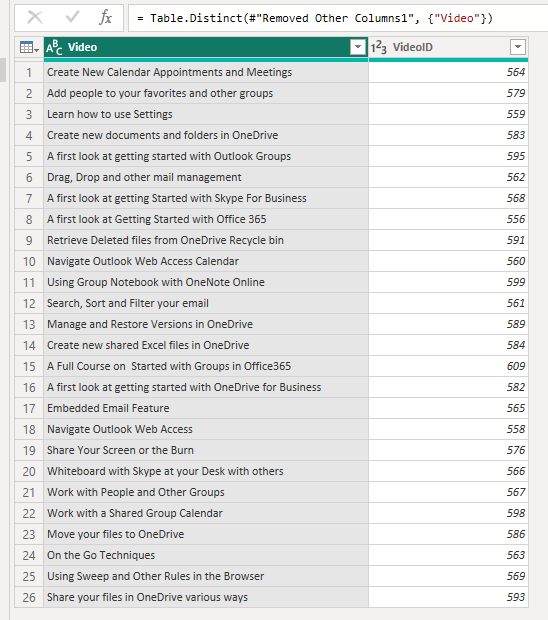 fx = Table.Distinct(#"Removed Other Columns1", {"Video"})
ABC Video 123 VideoID
1 Create New Calendar Appointments and Meetings 564
2 Add people to your favorites and other groups 579
3 Learn how to use Settings 559
4 Create new documents and folders in OneDrive 583
5 A first look at getting started with Outlook Groups 595
6 Drag, Drop and other mail management 562
7 A first look at getting Started with Skype For Business 568
8 A first look at Getting Started with Office 365 556
9 Retrieve Deleted files from OneDrive Recycle bin 591
10 Navigate Outlook Web Access Calendar 560
11 Using Group Notebook with OneNote Online 599
12 Search, Sort and Filter your email 561
13 Manage and Restore Versions in OneDrive 589
14 Create new shared Excel files in OneDrive 584
15 A Full Course on  Started with Groups in Office365 609
16 A first look at getting started with OneDrive for Business 582
17 Embedded Email Feature 565
18 Navigate Outlook Web Access 558
19 Share Your Screen or the Burn 576
20 Whiteboard with Skype at your Desk with others 566
21 Work with People and Other Groups 567
22 Work with a Shared Group Calendar 598
23 Move your files to OneDrive 586
24 On the Go Techniques 563
25 Using Sweep and Other Rules in the Browser 569
26 Share your files in OneDrive various ways 593